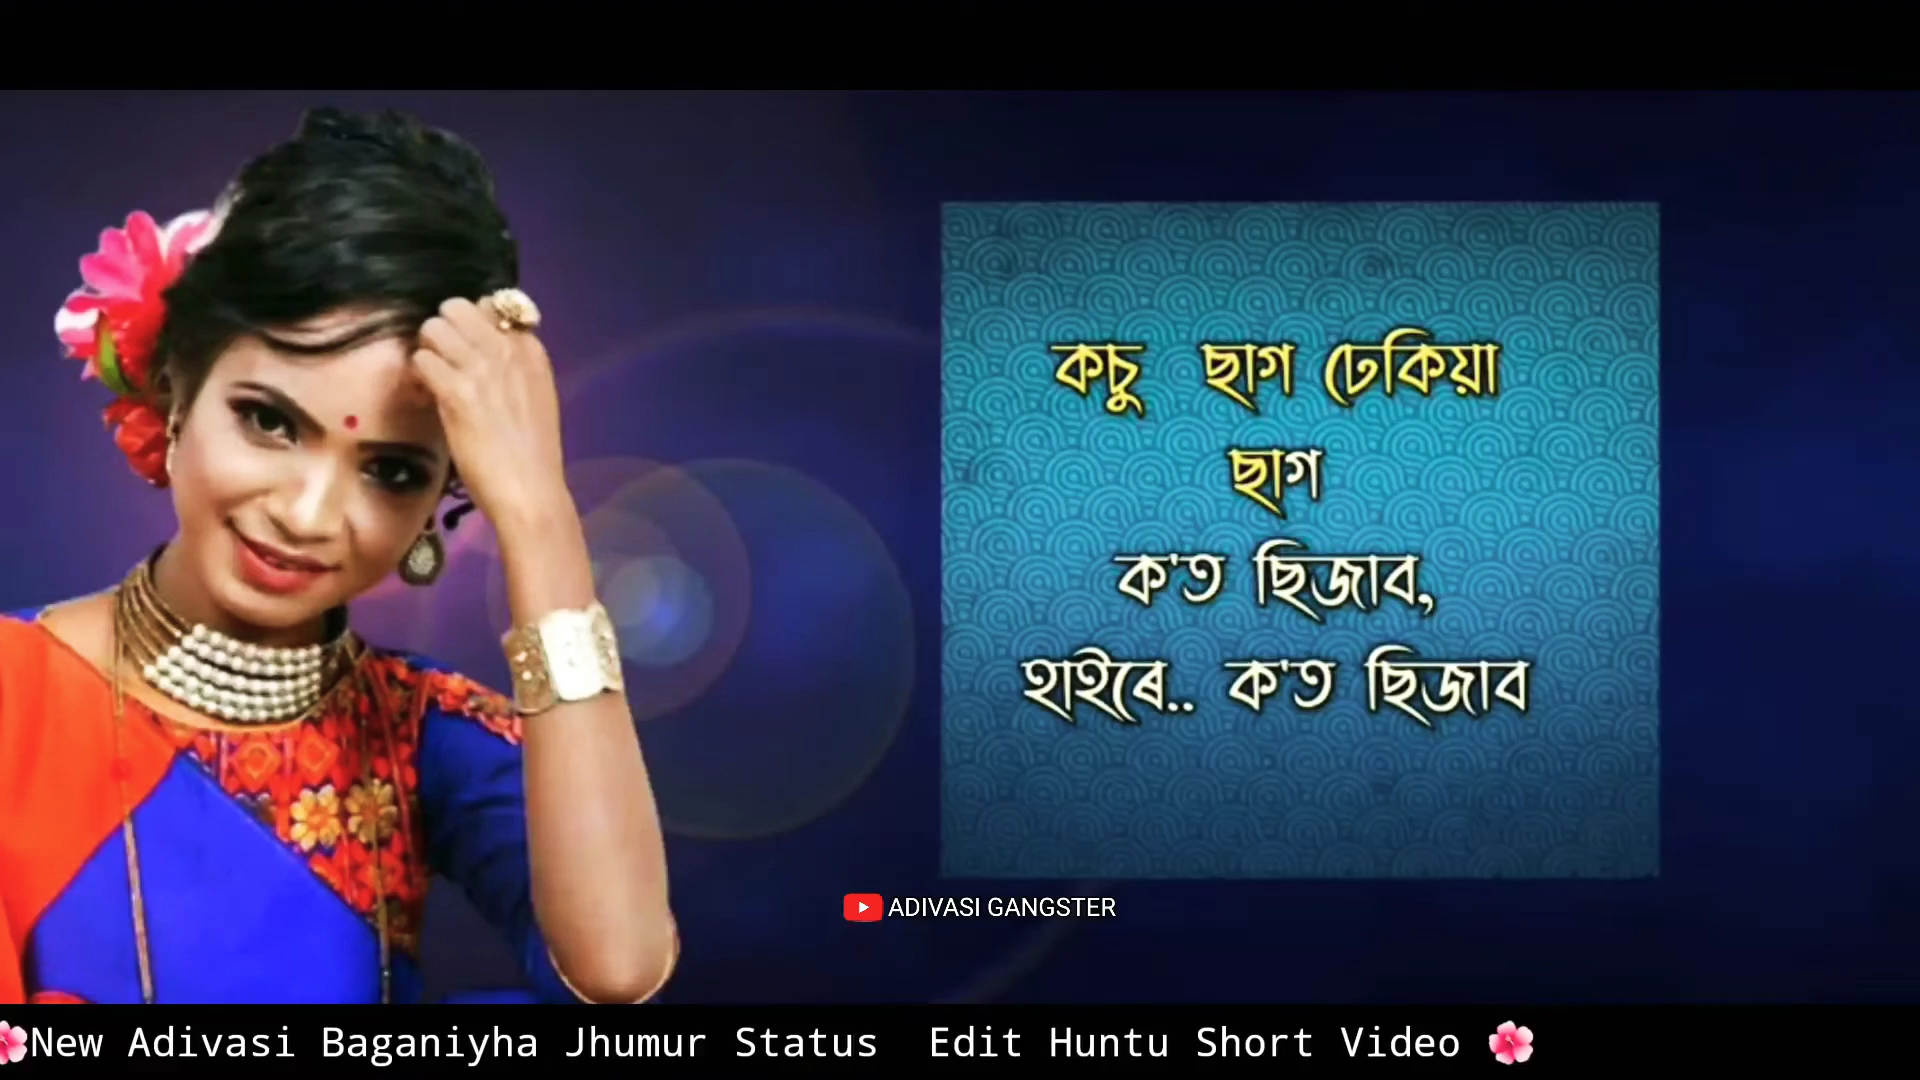 কচু ছাগ ঢেকিয়া
ছাগ
ক'ত ছিজাব,
হাইৰে.. ক'ত ছিজাব
ADIVASI GANGSTER
🌺New Adivasi Baganiyha Jhumur Status Edit Huntu Short Video 🌺